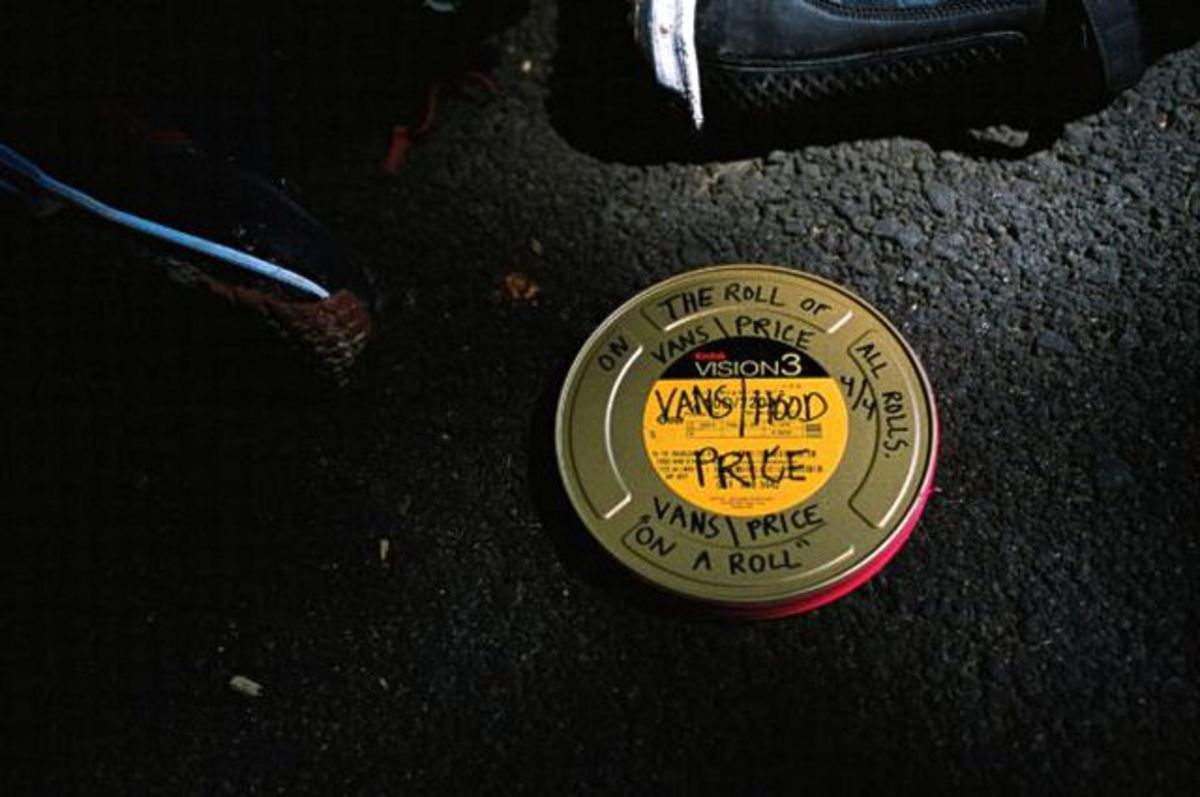 ON THE ROLL OF ALL ROLLS.
VANS | PRICE
4/4
Kodak
VISION3
VANS | HOOD
PRICE
VANS | PRICE
"ON A ROLL"